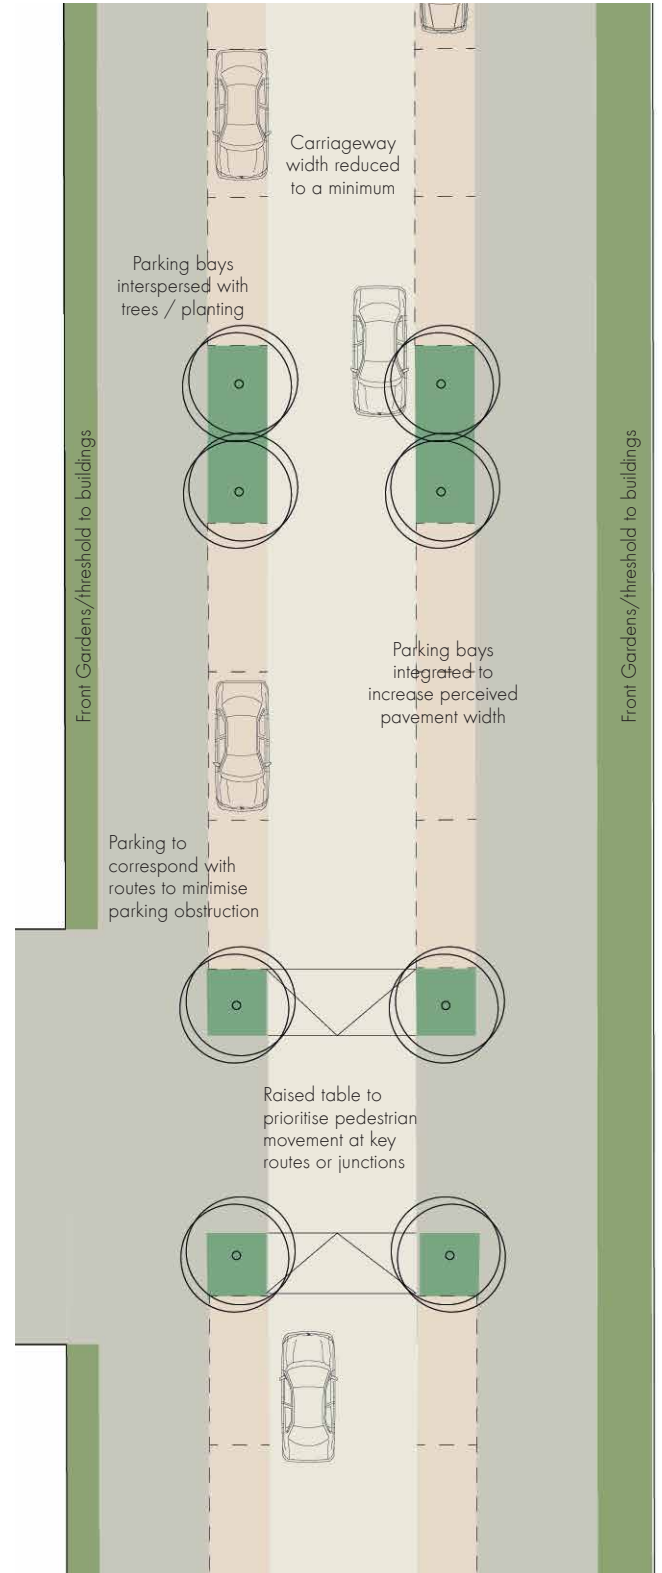 Carriageway
width reduced
to a minimum
Parking bays
interspersed with
trees / planting
Front Gardens/threshold to buildings
Front Gardens/threshold to buildings
Parking bays
integrated to
increase perceived
pavement width
Parking to
correspond with
routes to minimise
parking obstruction
Raised table to
prioritise pedestrian
movement at key
routes or junctions